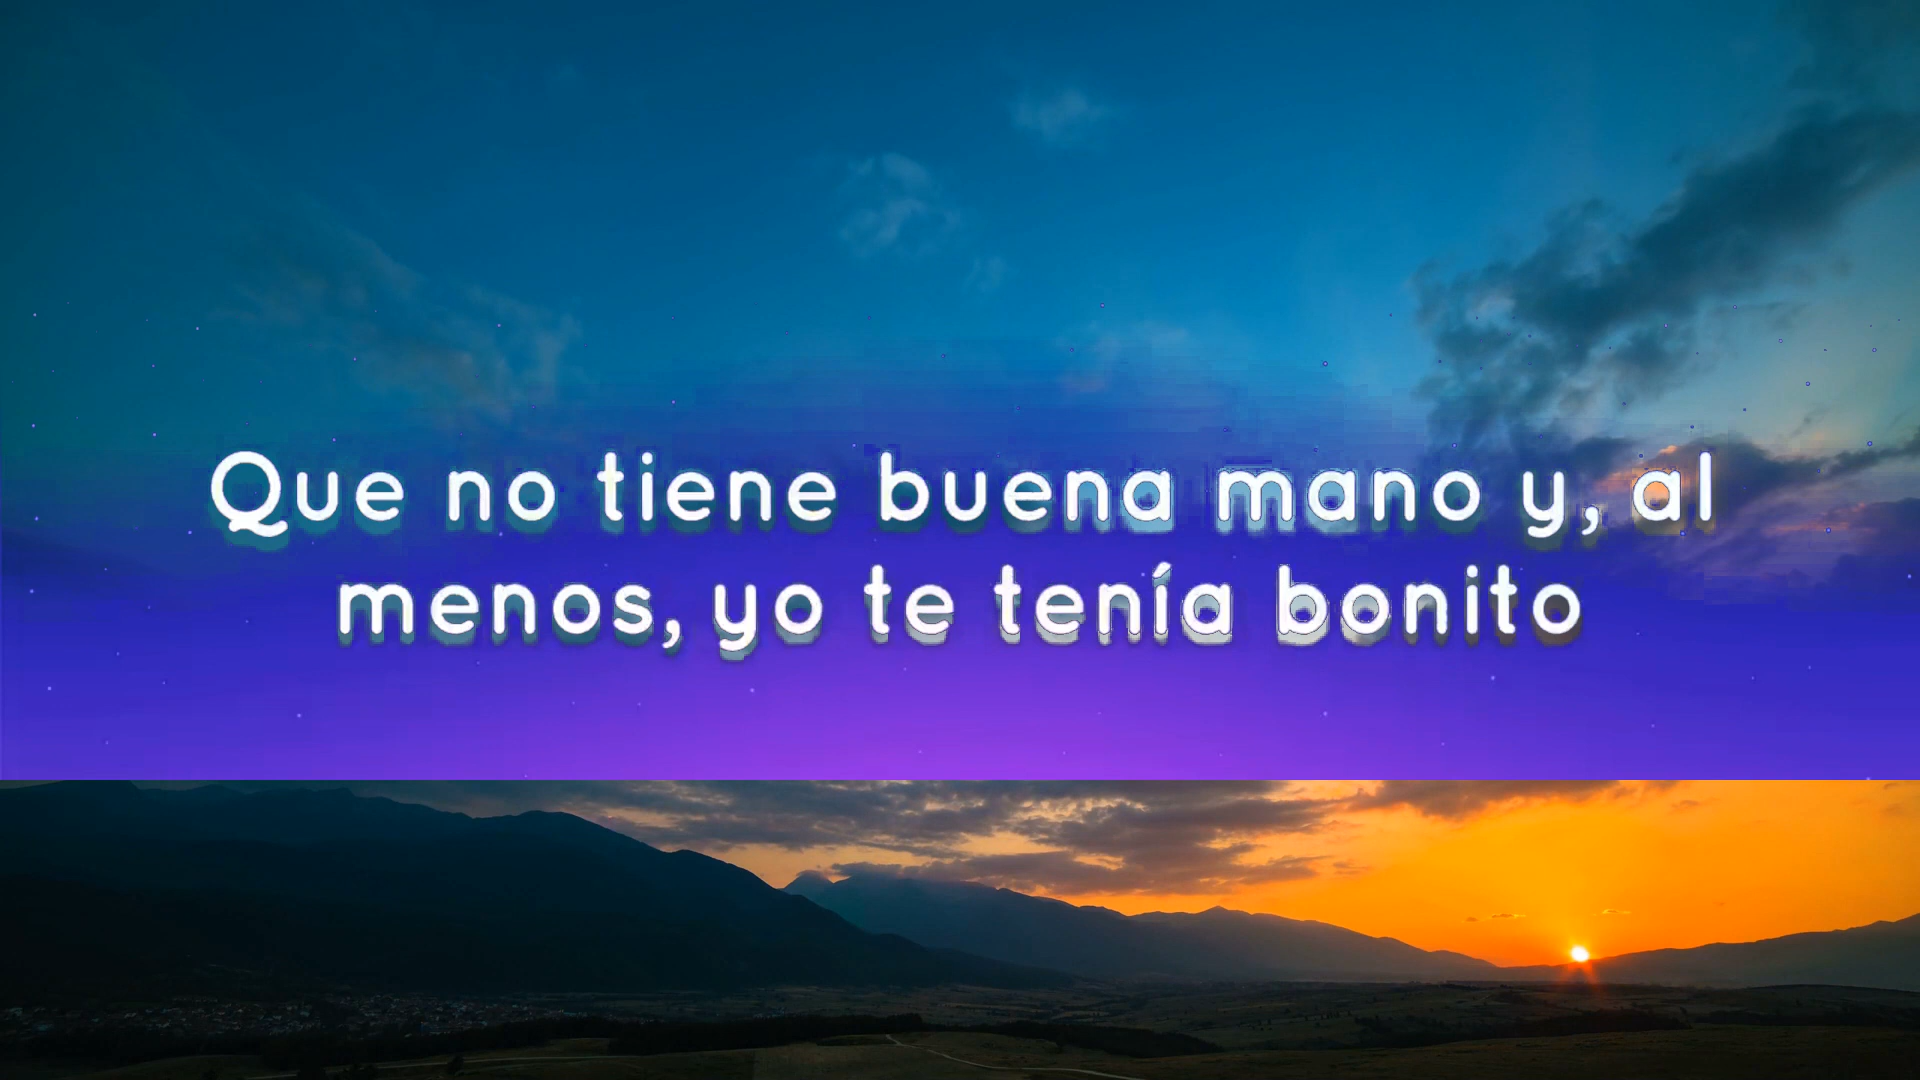 Que no tiene buena mano y, al
menos, yo te tenía bonito